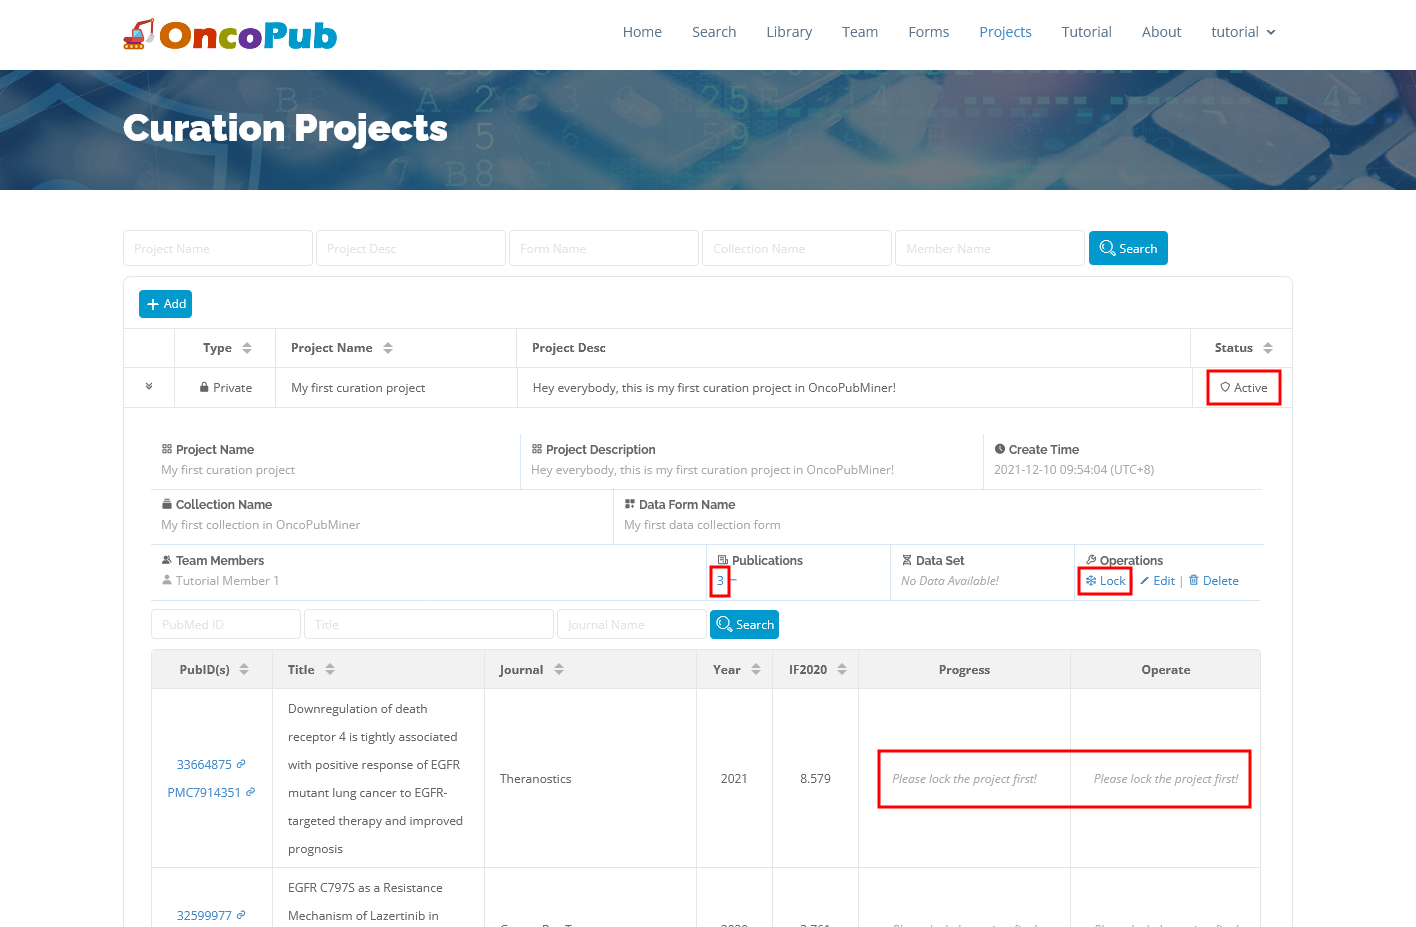 OncoPub
Home Search Library Team Forms Projects Tutorial About tutorial
Curation Projects
Project Name Project Desc Form Name Collection Name Member Name Search
Add
Type Project Name Project Desc Status
Private My first curation project Hey everybody, this is my first curation project in OncoPubMiner! Active
Project Name Project Description Create Time
My first curation project Hey everybody, this is my first curation project in OncoPubMiner! 2021-12-10 09:54:04 (UTC+8)
Collection Name Data Form Name
My first collection in OncoPubMiner My first data collection form
Team Members Publications Data Set Operations
Tutorial Member 1 3 No Data Available! Lock Edit | Delete
PubMed ID Title Journal Name Search
PubID(s) Title Journal Year IF2020 Progress Operate
Downregulation of death
receptor 4 is tightly associated
33664875 with positive response of EGFR
Theranostics 2021 8.579 Please lock the project first! Please lock the project first!
PMC7914351 mutant lung cancer to EGFR-
targeted therapy and improved
prognosis
EGFR C797S as a Resistance
32599977 Mechanism of Lazertinib in